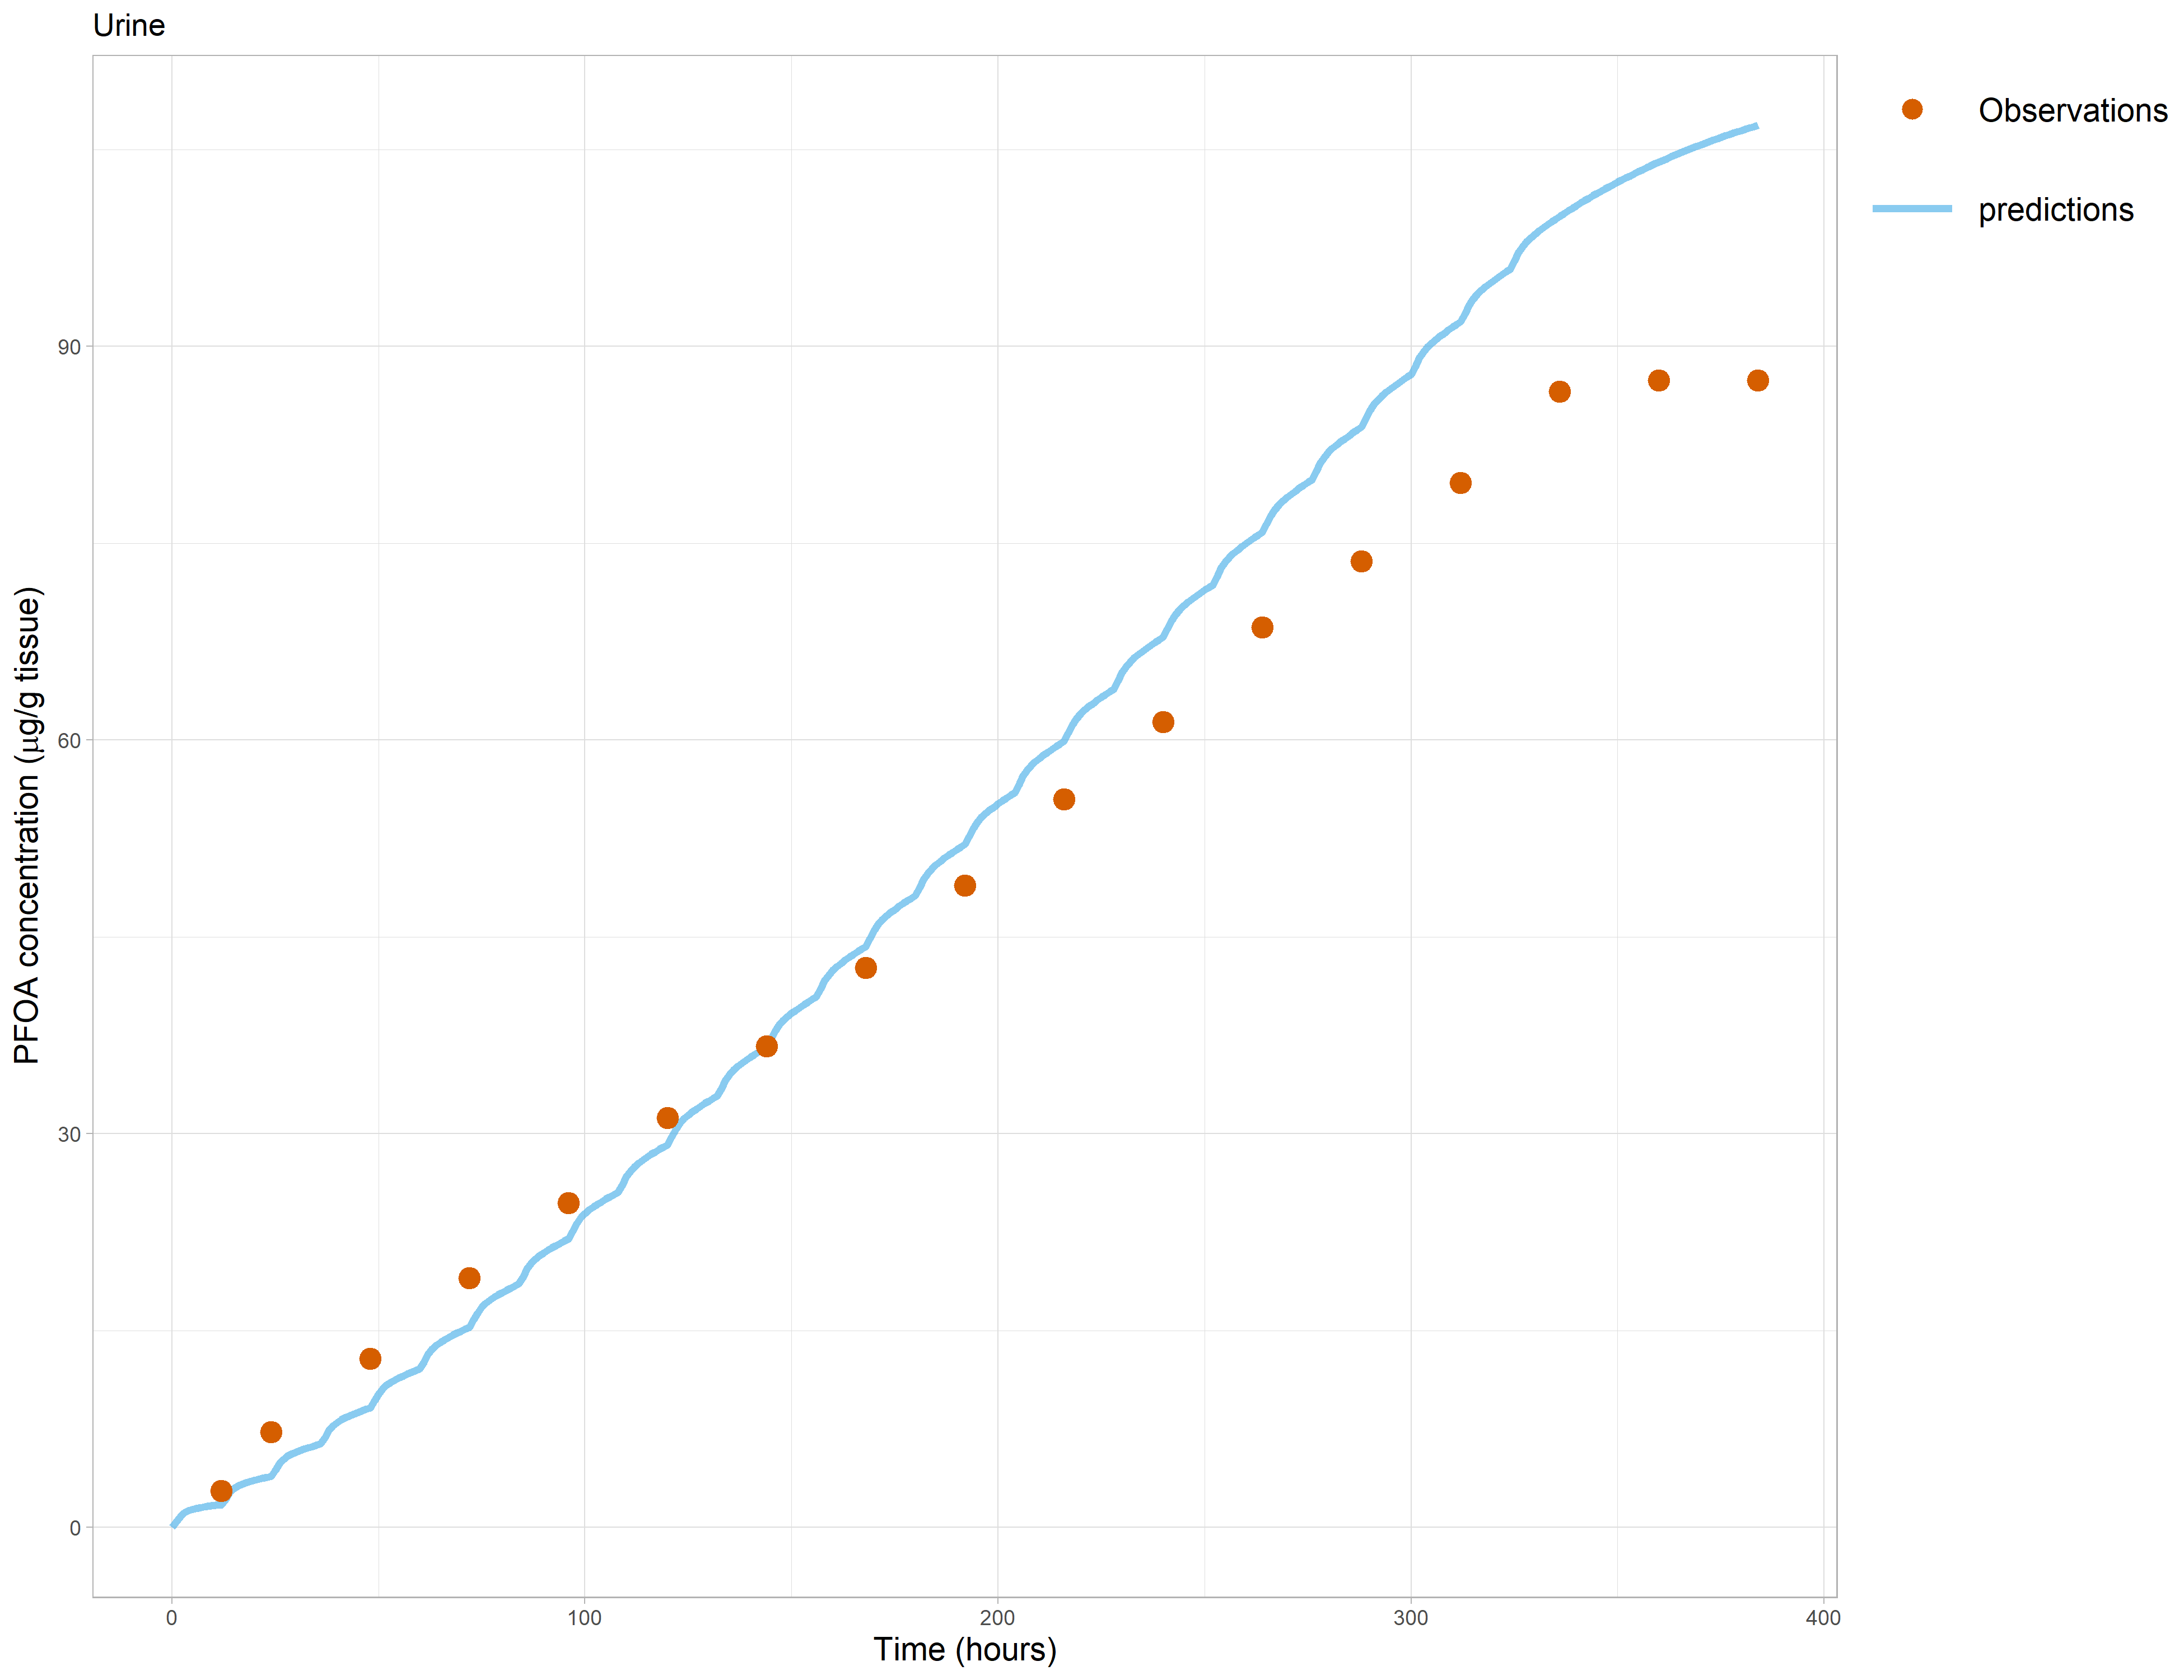 Urine
Observations
predictions
PFOA concentration (μg/g tissue)
90
60
30
0
0
100
200
300
400
Time (hours)